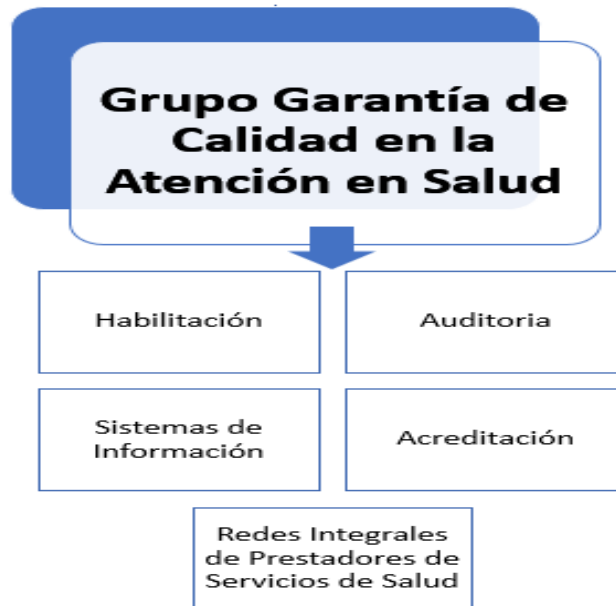 Grupo Garantía de
Calidad en la
Atención en Salud
Habilitación
Auditoria
Sistemas de
Información
Acreditación
Redes Integrales
de Prestadores de
Servicios de Salud